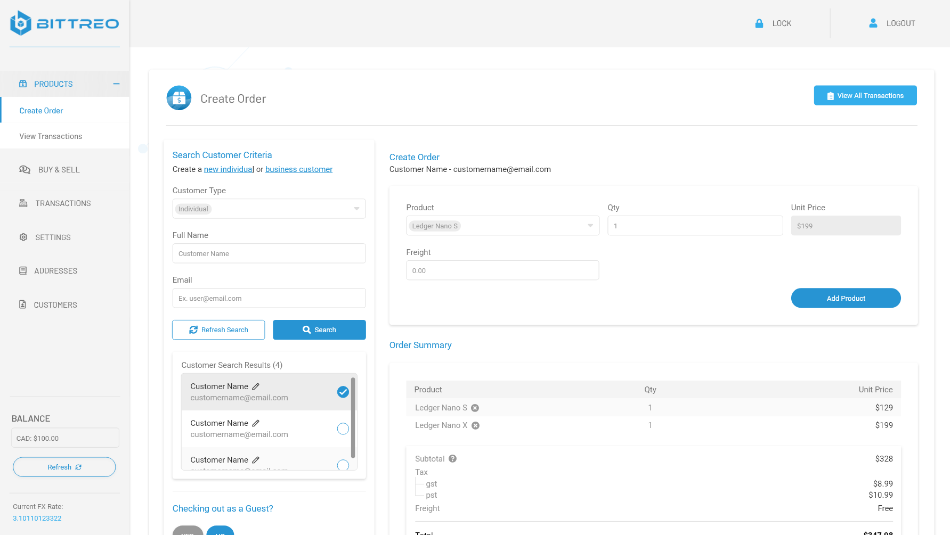 BITTREO
LOCK
LOGOUT
PRODUCTS
Create Order
View Transactions
BUY & SELL
TRANSACTIONS
SETTINGS
ADDRESSES
CUSTOMERS
BALANCE
CAD: $100.00
Refresh
Current FX Rate:
3.10110123322
Create Order
View All Transactions
Search Customer Criteria
Create a new individual or business customer
Customer Type
Individual
Full Name
Customer Name
Email
Ex. user@email.com
Refresh Search
Search
Customer Search Results (4)
Customer Name
customername@email.com
Customer Name
customername@email.com
Customer Name
customername@email.com
Checking out as a Guest?
Create Order
Customer Name - customername@email.com
Product
Qty
Unit Price
Ledger Nano S
1
$199
Freight
0.00
Add Product
Order Summary
Product Qty Unit Price
Ledger Nano S 1 $129
Ledger Nano X 1 $199
Subtotal ? $328
Tax
gst $8.99
pst $10.99
Freight Free
Total $347.98